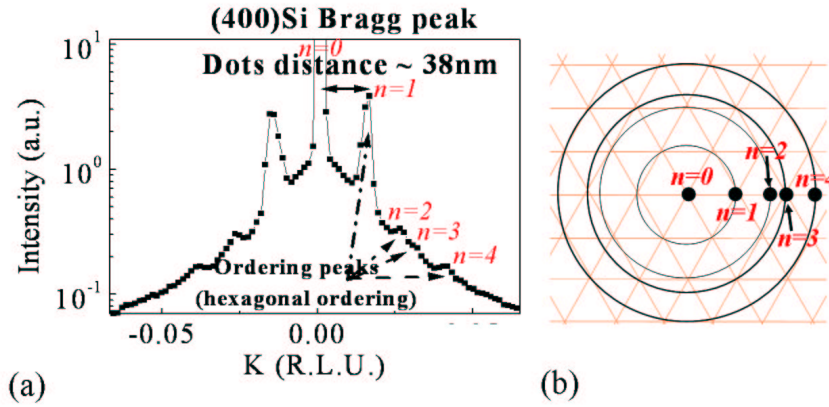 (400)Si Bragg peak
n=0
Dots distance ~ 38nm
n=1
n=2
n=3
n=4
Ordering peaks
(hexagonal ordering)
Intensity (a.u.)
10^1
10^0
10^-1
-0.05 0.00
K (R.L.U.)
(a)
n=2
n=0 n=4
n=1
n=3
(b)